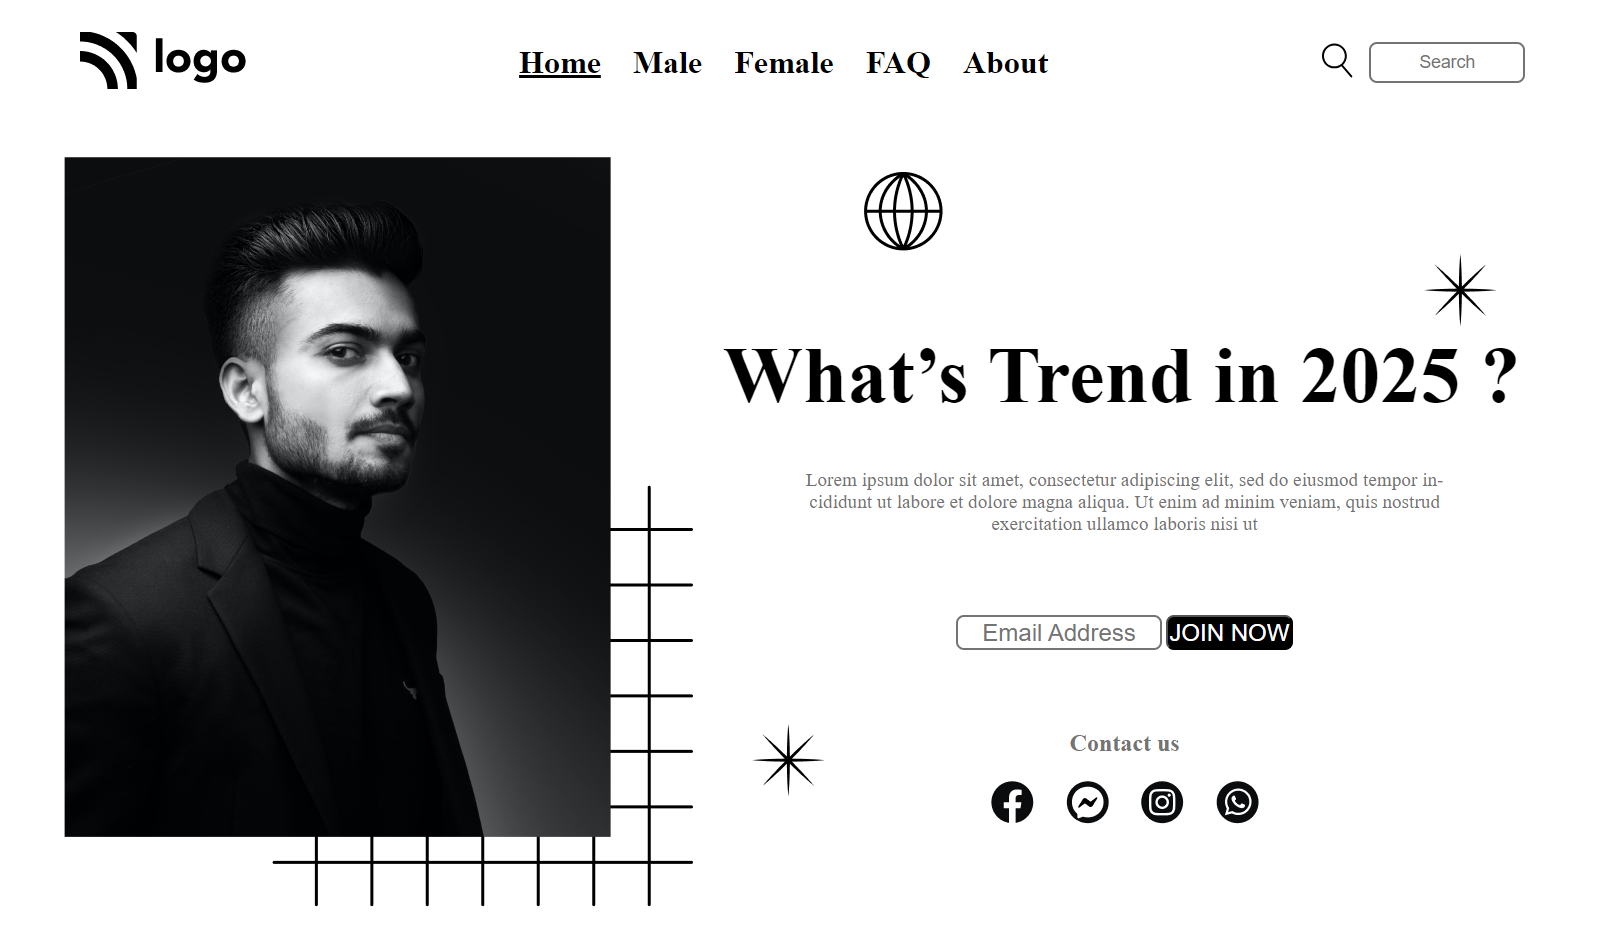 logo
Home Male Female FAQ About
Search
What’s Trend in 2025 ?
Lorem ipsum dolor sit amet, consectetur adipiscing elit, sed do eiusmod tempor in-
cididunt ut labore et dolore magna aliqua. Ut enim ad minim veniam, quis nostrud
exercitation ullamco laboris nisi ut
Email Address JOIN NOW
Contact us